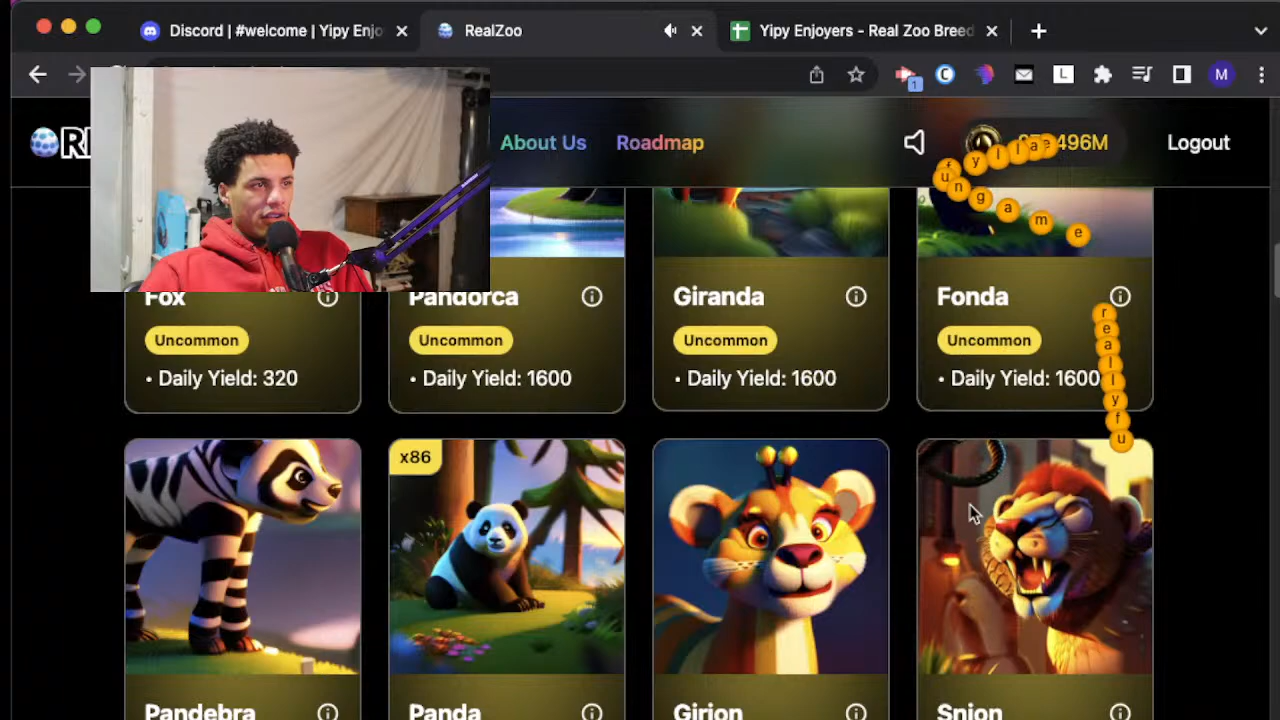 Discord | #welcome | Yipy Enjo
RealZoo
Yipy Enjoyers - Real Zoo Breed
1
C
L
M
About Us
Roadmap
496M
Logout
Fox
Pandorca
Giranda
Fonda
Uncommon
Uncommon
Uncommon
Uncommon
• Daily Yield: 320
• Daily Yield: 1600
• Daily Yield: 1600
• Daily Yield: 1600
x86
Pandebra
Panda
Girion
Snion